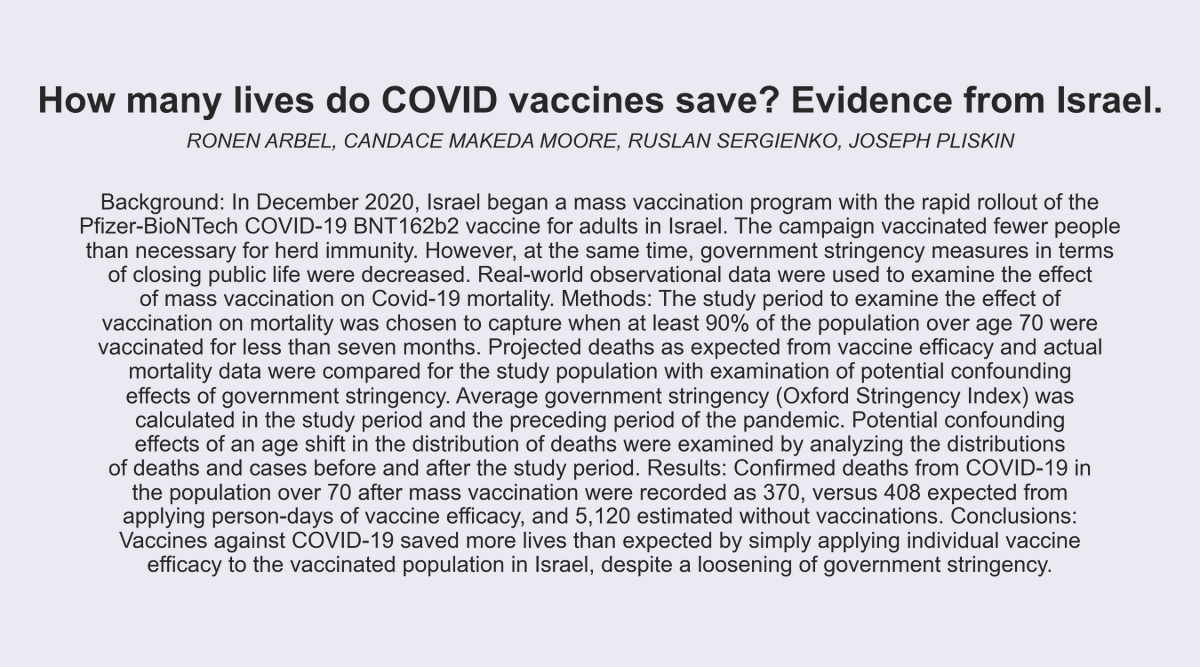 How many lives do COVID vaccines save? Evidence from Israel.
RONEN ARBEL, CANDACE MAKEDA MOORE, RUSLAN SERGIENKO, JOSEPH PLISKIN
Background: In December 2020, Israel began a mass vaccination program with the rapid rollout of the
Pfizer-BioNTech COVID-19 BNT162b2 vaccine for adults in Israel. The campaign vaccinated fewer people
than necessary for herd immunity. However, at the same time, government stringency measures in terms
of closing public life were decreased. Real-world observational data were used to examine the effect
of mass vaccination on Covid-19 mortality. Methods: The study period to examine the effect of
vaccination on mortality was chosen to capture when at least 90% of the population over age 70 were
vaccinated for less than seven months. Projected deaths as expected from vaccine efficacy and actual
mortality data were compared for the study population with examination of potential confounding
effects of government stringency. Average government stringency (Oxford Stringency Index) was
calculated in the study period and the preceding period of the pandemic. Potential confounding
effects of an age shift in the distribution of deaths were examined by analyzing the distributions
of deaths and cases before and after the study period. Results: Confirmed deaths from COVID-19 in
the population over 70 after mass vaccination were recorded as 370, versus 408 expected from
applying person-days of vaccine efficacy, and 5,120 estimated without vaccinations. Conclusions:
Vaccines against COVID-19 saved more lives than expected by simply applying individual vaccine
efficacy to the vaccinated population in Israel, despite a loosening of government stringency.